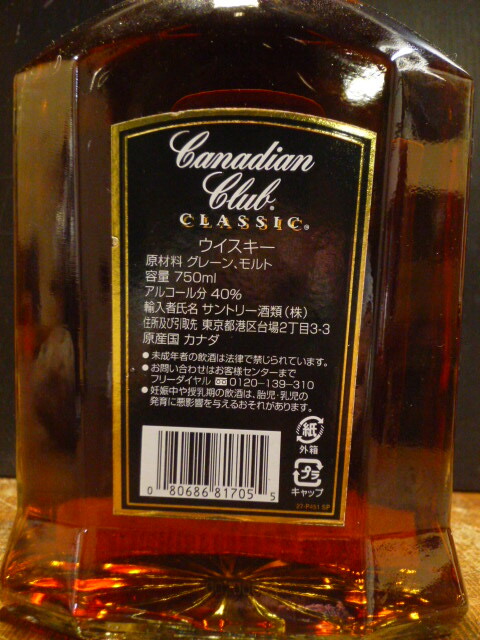 Canadian
Club®
CLASSIC®
ウイスキー
原材料 グレーン、モルト
容量 750ml
アルコール分 40%
輸入者氏名 サントリー酒類(株)
住所及び引取先 東京都港区台場2丁目3-3
原産国 カナダ
●未成年者の飲酒は法律で禁じられています。
●お問い合わせはお客様センターまで
フリーダイヤル 0120-139-310
●妊娠中や授乳期の飲酒は、胎児・乳児の
発育に悪影響を与えるおそれがあります。
紙
外箱
プラ
キャップ
0 80686 81705 5
27-P451 SP